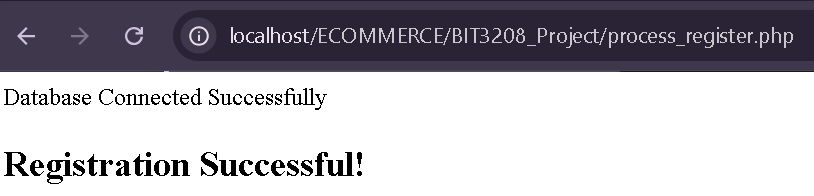 localhost/ECOMMERCE/BIT3208_Project/process_register.php
Database Connected Successfully
Registration Successful!